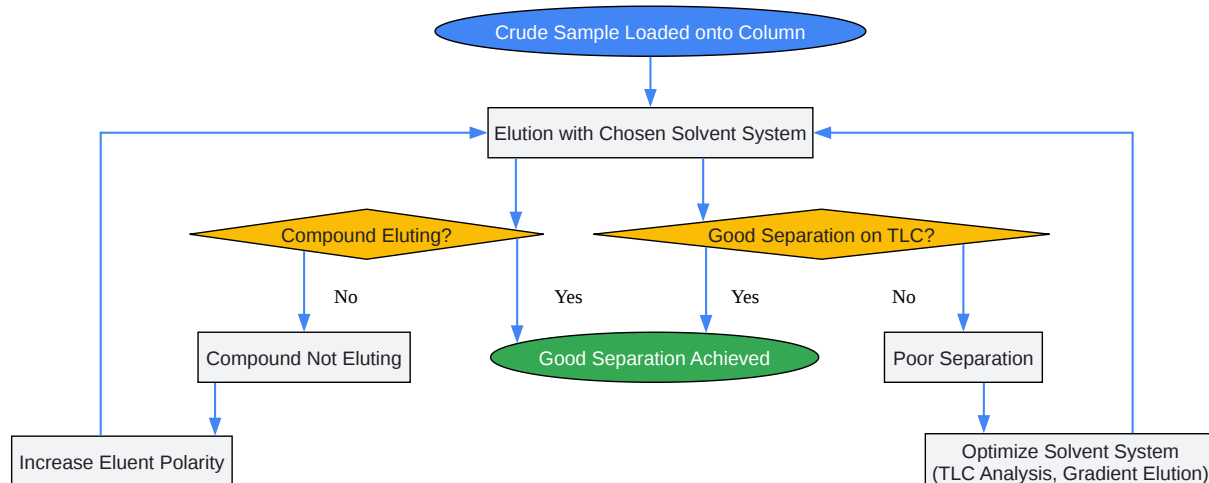 Crude Sample Loaded onto Column
Elution with Chosen Solvent System
Compound Eluting?
Good Separation on TLC?
No
Yes
Yes
No
Compound Not Eluting
Good Separation Achieved
Poor Separation
Increase Eluent Polarity
Optimize Solvent System
(TLC Analysis, Gradient Elution)